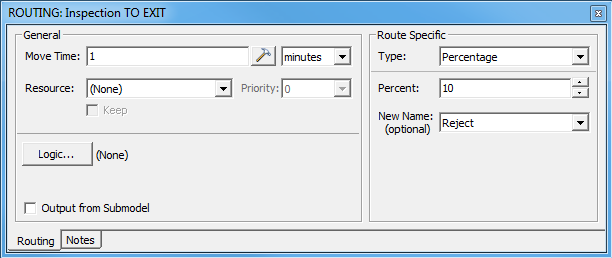 ROUTING: Inspection TO EXIT
General
Move Time: 1 minutes
Resource: (None) Priority: 0
Keep
Logic... (None)
Output from Submodel
Route Specific
Type: Percentage
Percent: 10
New Name: Reject
(optional)
Routing Notes